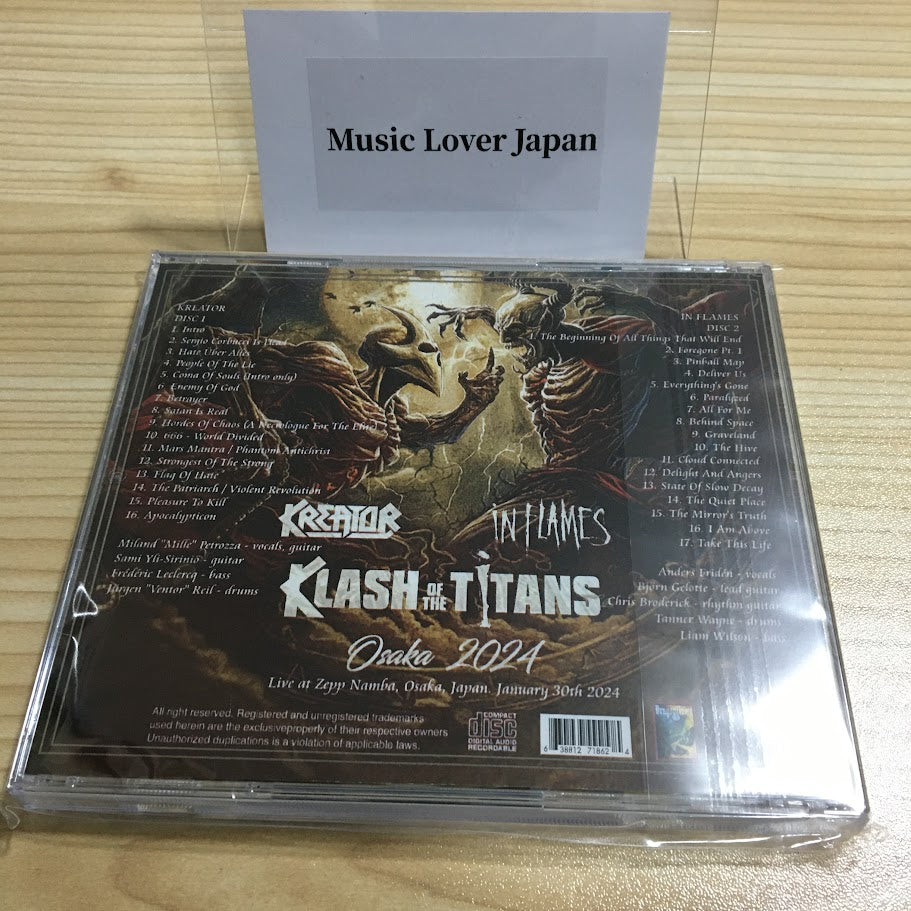 Music Lover Japan
KREATOR
DISC 1
1. Intro
2. Sergio Corbucci Is Dead
3. Hate Über Alles
4. People Of The Lie
5. Coma Of Souls (Intro only)
6. Enemy Of God
7. Betrayer
8. Satan Is Real
9. Hordes Of Chaos (A Necrologue For The Elite)
10. 666 - World Divided
11. Mars Mantra / Phantom Antichrist
12. Strongest Of The Strong
13. Flag Of Hate
14. The Patriarch / Violent Revolution
15. Pleasure To Kill
16. Apocalypticon
Miland "Mille" Petrozza - vocals, guitar
Sami Yli-Sirniö - guitar
Frédéric Leclercq - bass
Jürgen "Ventor" Reil - drums
IN FLAMES
DISC 2
1. The Beginning Of All Things That Will End
2. Foregone Pt. 1
3. Pinball Map
4. Deliver Us
5. Everything's Gone
6. Paralyzed
7. All For Me
8. Behind Space
9. Graveland
10. The Hive
11. Cloud Connected
12. Delight And Angers
13. State Of Slow Decay
14. The Quiet Place
15. The Mirror's Truth
16. I Am Above
17. Take This Life
Anders Fridén - vocals
Björn Gelotte - lead guitar
Chris Broderick - rhythm guitar
Tanner Wayne - drums
Liam Wilson - bass
KREATOR
IN FLAMES
KLASH OF THE TITANS
Osaka 2024
Live at Zepp Namba, Osaka, Japan. January 30th 2024
All right reserved. Registered and unregistered trademarks
used herein are the exclusiveproperty of their respective owners
Unauthorized duplications is a violation of applicable laws.
COMPACT
disc
DIGITAL AUDIO
RECORDABLE
6 38812 71862 4